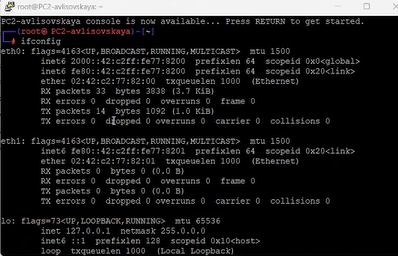 root@PC2-avlisovskaya: ~
PC2-avlisovskaya console is now available... Press RETURN to get started.
┌──(root㉿PC2-avlisovskaya)-[~]
└─# ifconfig
eth0: flags=4163<UP,BROADCAST,RUNNING,MULTICAST> mtu 1500
inet6 2000::42:c2ff:fe77:8200 prefixlen 64 scopeid 0x0<global>
inet6 fe80::42:c2ff:fe77:8200 prefixlen 64 scopeid 0x20<link>
ether 02:42:c2:77:82:00 txqueuelen 1000 (Ethernet)
RX packets 33 bytes 3838 (3.7 KiB)
RX errors 0 dropped 0 overruns 0 frame 0
TX packets 14 bytes 1092 (1.0 KiB)
TX errors 0 dropped 0 overruns 0 carrier 0 collisions 0
eth1: flags=4163<UP,BROADCAST,RUNNING,MULTICAST> mtu 1500
inet6 fe80::42:c2ff:fe77:8201 prefixlen 64 scopeid 0x20<link>
ether 02:42:c2:77:82:01 txqueuelen 1000 (Ethernet)
RX packets 0 bytes 0 (0.0 B)
RX errors 0 dropped 0 overruns 0 frame 0
TX packets 0 bytes 0 (0.0 B)
TX errors 0 dropped 0 overruns 0 carrier 0 collisions 0
lo: flags=73<UP,LOOPBACK,RUNNING> mtu 65536
inet 127.0.0.1 netmask 255.0.0.0
inet6 ::1 prefixlen 128 scopeid 0x10<host>
loop txqueuelen 1000 (Local Loopback)